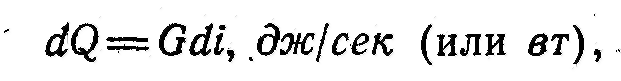 dQ=Gdi, дж/сек (или вт),